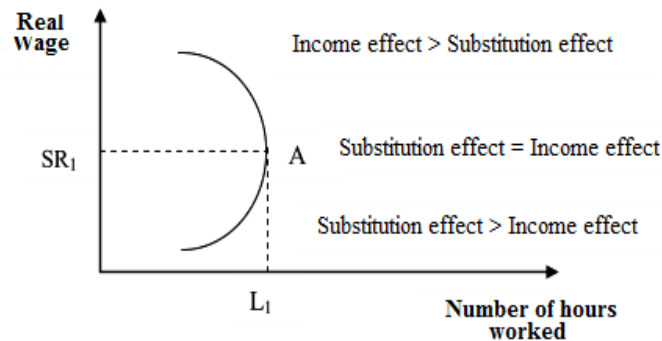 Real
Wage
Income effect > Substitution effect
SR₁
A
Substitution effect = Income effect
Substitution effect > Income effect
L₁
Number of hours
worked